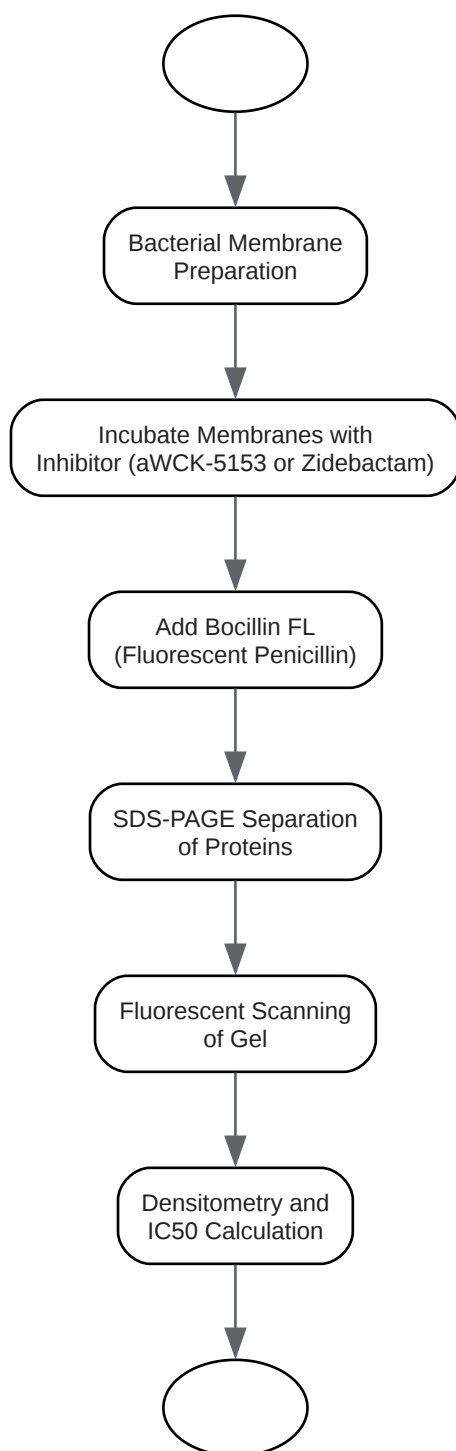 Bacterial Membrane
Preparation
Incubate Membranes with
Inhibitor (aWCK-5153 or Zidebactam)
Add Bocillin FL
(Fluorescent Penicillin)
SDS-PAGE Separation
of Proteins
Fluorescent Scanning
of Gel
Densitometry and
IC50 Calculation